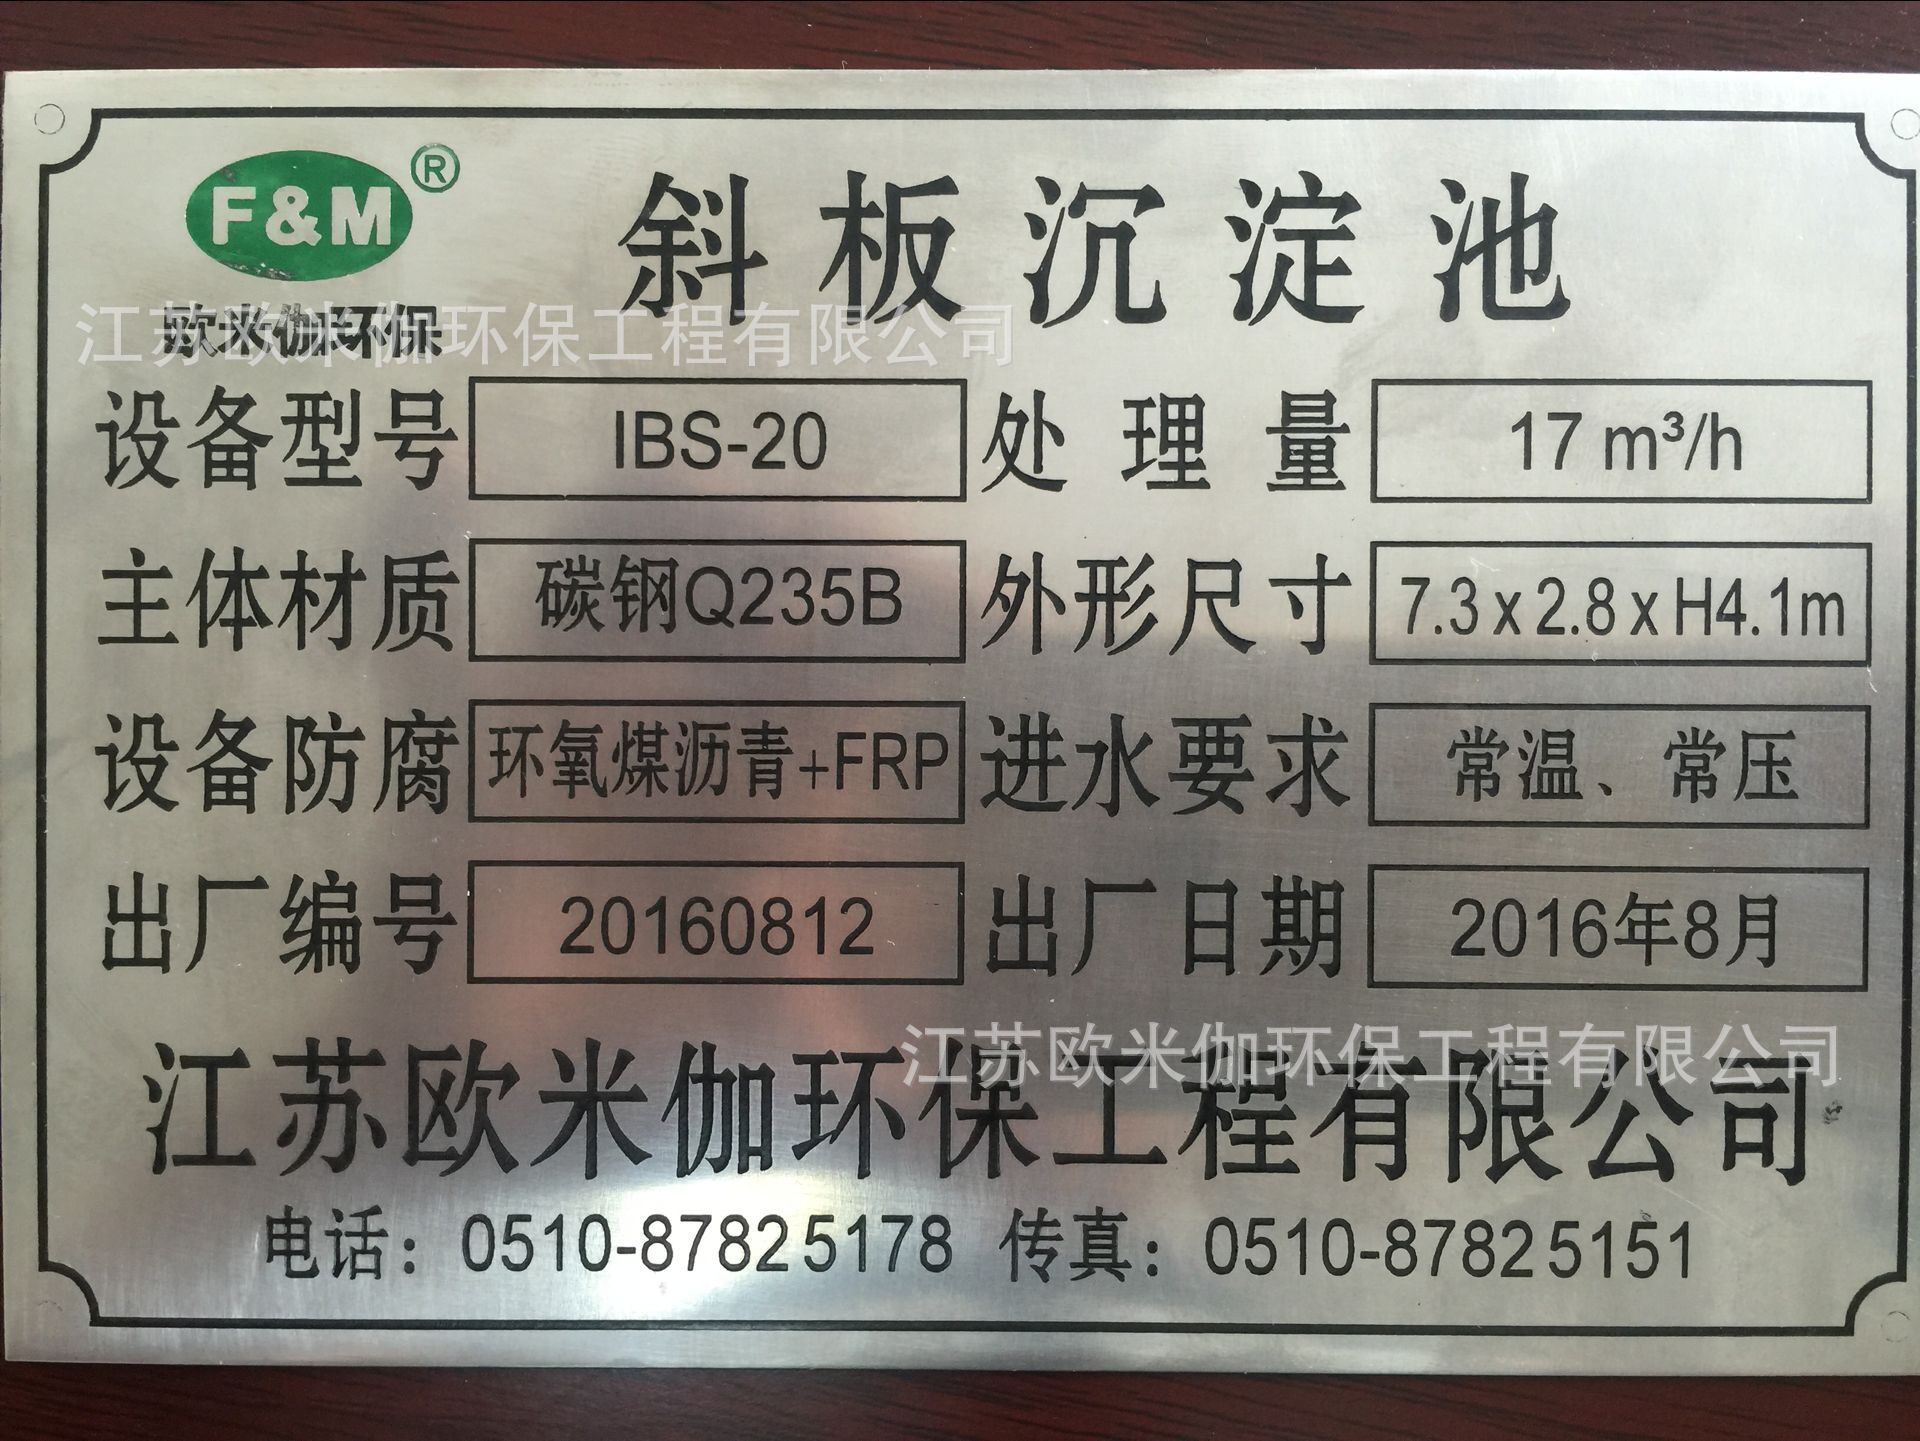 F&M®
斜板沉淀池
欧米伽环保
江苏欧米伽环保工程有限公司
设备型号 IBS-20 处理量 17 m³/h
主体材质 碳钢Q235B 外形尺寸 7.3 x 2.8 x H4.1m
设备防腐 环氧煤沥青+FRP 进水要求 常温、常压
出厂编号 20160812 出厂日期 2016年8月
江苏欧米伽环保工程有限公司
江苏欧米伽环保工程有限公司
电话：0510-87825178 传真：0510-87825151